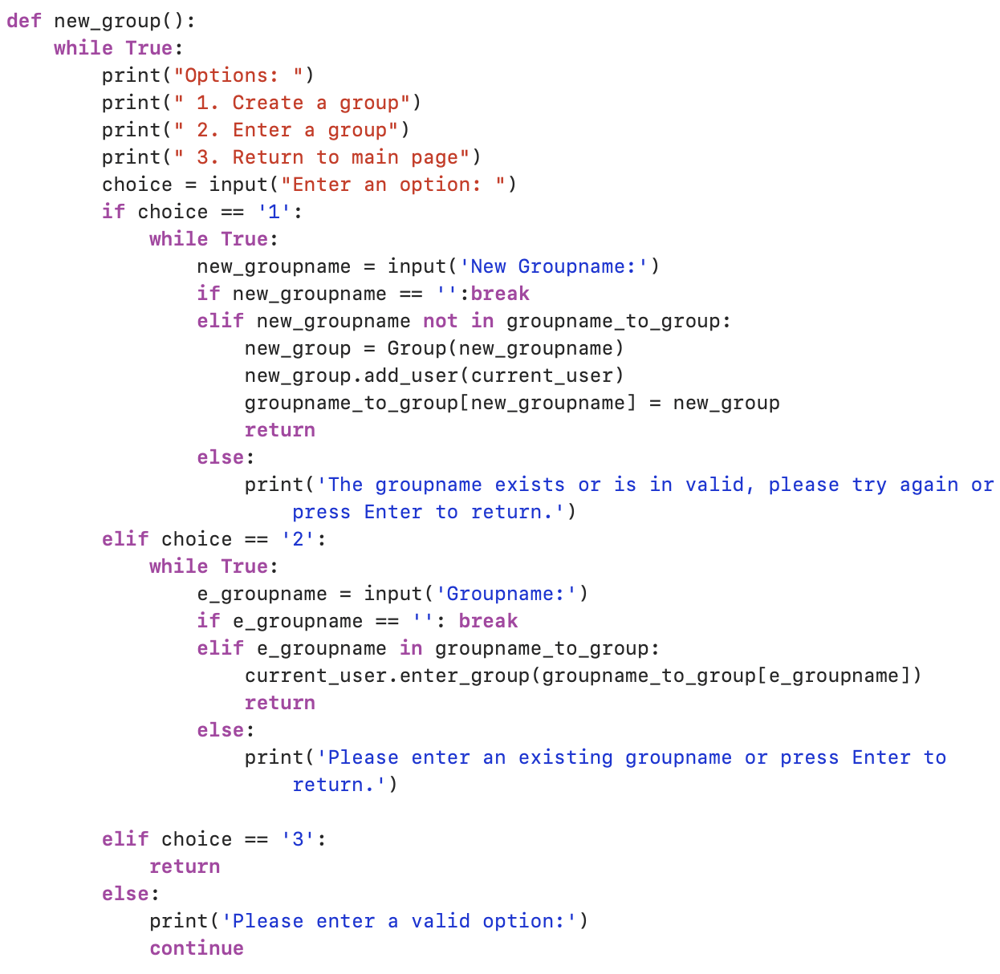 def new_group():
    while True:
        print("Options: ")
        print(" 1. Create a group")
        print(" 2. Enter a group")
        print(" 3. Return to main page")
        choice = input("Enter an option: ")
        if choice == '1':
            while True:
                new_groupname = input('New Groupname:')
                if new_groupname == '':break
                elif new_groupname not in groupname_to_group:
                    new_group = Group(new_groupname)
                    new_group.add_user(current_user)
                    groupname_to_group[new_groupname] = new_group
                    return
                else:
                    print('The groupname exists or is in valid, please try again or
                        press Enter to return.')
        elif choice == '2':
            while True:
                e_groupname = input('Groupname:')
                if e_groupname == '': break
                elif e_groupname in groupname_to_group:
                    current_user.enter_group(groupname_to_group[e_groupname])
                    return
                else:
                    print('Please enter an existing groupname or press Enter to
                        return.')

        elif choice == '3':
            return
        else:
            print('Please enter a valid option:')
            continue